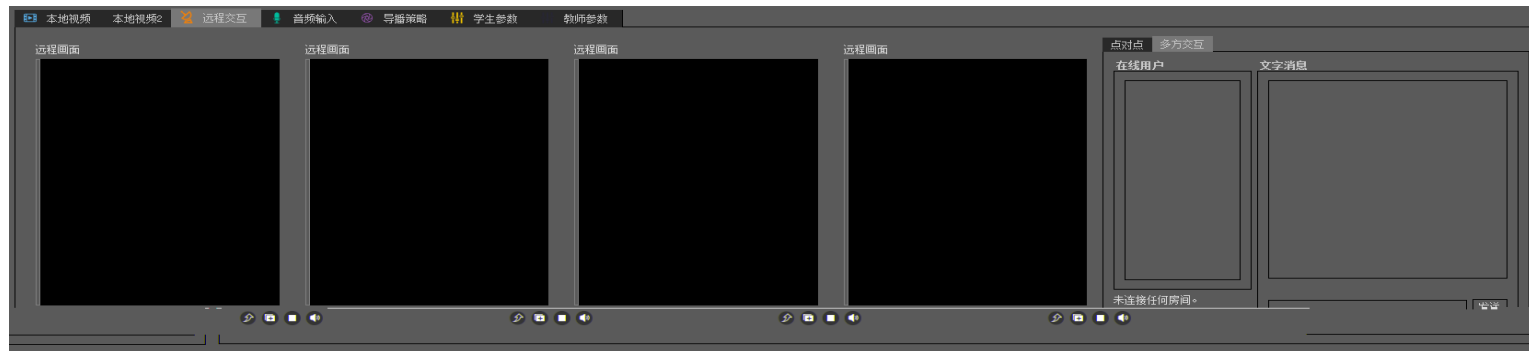 本地视频 本地视频2 远程交互 音频输入 导播策略 学生参数 教师参数
远程画面 远程画面 远程画面 远程画面
点对点 多方交互
在线用户 文字消息
未连接任何房间。
发送